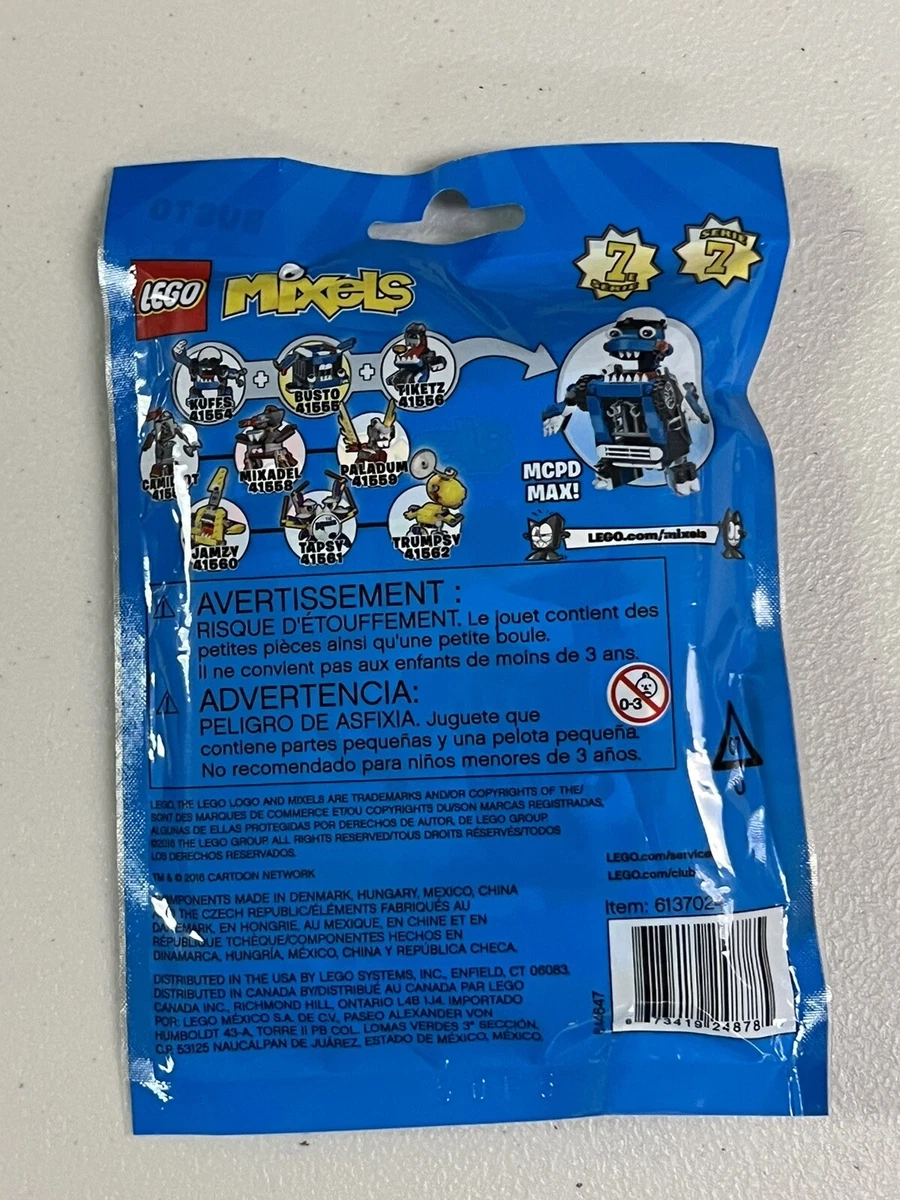 LEGO
MIXELS
7E SÉRIE
SERIE 7
KUFFS
41554
BUSTO
41555
TIKETZ
41556
MIXADEL
41558
PALADUM
41559
JAMZY
41560
TAPSY
41561
TRUMPSY
41562
MCPD
MAX!
LEGO.com/mixels
AVERTISSEMENT :
RISQUE D'ÉTOUFFEMENT. Le jouet contient des
petites pièces ainsi qu'une petite boule.
Il ne convient pas aux enfants de moins de 3 ans.
ADVERTENCIA:
PELIGRO DE ASFIXIA. Juguete que
contiene partes pequeñas y una pelota pequeña.
No recomendado para niños menores de 3 años.
0-3
LEGO, THE LEGO LOGO AND MIXELS ARE TRADEMARKS AND/OR COPYRIGHTS OF THE/
SONT DES MARQUES DE COMMERCE ET/OU COPYRIGHTS DU/SON MARCAS REGISTRADAS,
ALGUNAS DE ELLAS PROTEGIDAS POR DERECHOS DE AUTOR, DE LEGO GROUP.
©2016 THE LEGO GROUP. ALL RIGHTS RESERVED/TOUS DROITS RÉSERVÉS/TODOS
LOS DERECHOS RESERVADOS.
TM & © 2016 CARTOON NETWORK
COMPONENTS MADE IN DENMARK, HUNGARY, MEXICO, CHINA
THE CZECH REPUBLIC/ÉLÉMENTS FABRIQUÉS AU
DANEMARK, EN HONGRIE, AU MEXIQUE, EN CHINE ET EN
RÉPUBLIQUE TCHÈQUE/COMPONENTES HECHOS EN
DINAMARCA, HUNGRÍA, MÉXICO, CHINA Y REPÚBLICA CHECA.
DISTRIBUTED IN THE USA BY LEGO SYSTEMS, INC., ENFIELD, CT 06083.
DISTRIBUTED IN CANADA BY/DISTRIBUÉ AU CANADA PAR LEGO
CANADA INC., RICHMOND HILL, ONTARIO L4B 1J4. IMPORTADO
POR: LEGO MÉXICO S.A. DE C.V., PASEO ALEXANDER VON
HUMBOLDT 43-A, TORRE II PB COL. LOMAS VERDES 3ª SECCIÓN,
C.P. 53125 NAUCALPAN DE JUÁREZ, ESTADO DE MÉXICO, MÉXICO.
LEGO.com/service
LEGO.com/club
Item: 613702
6 73419 24878